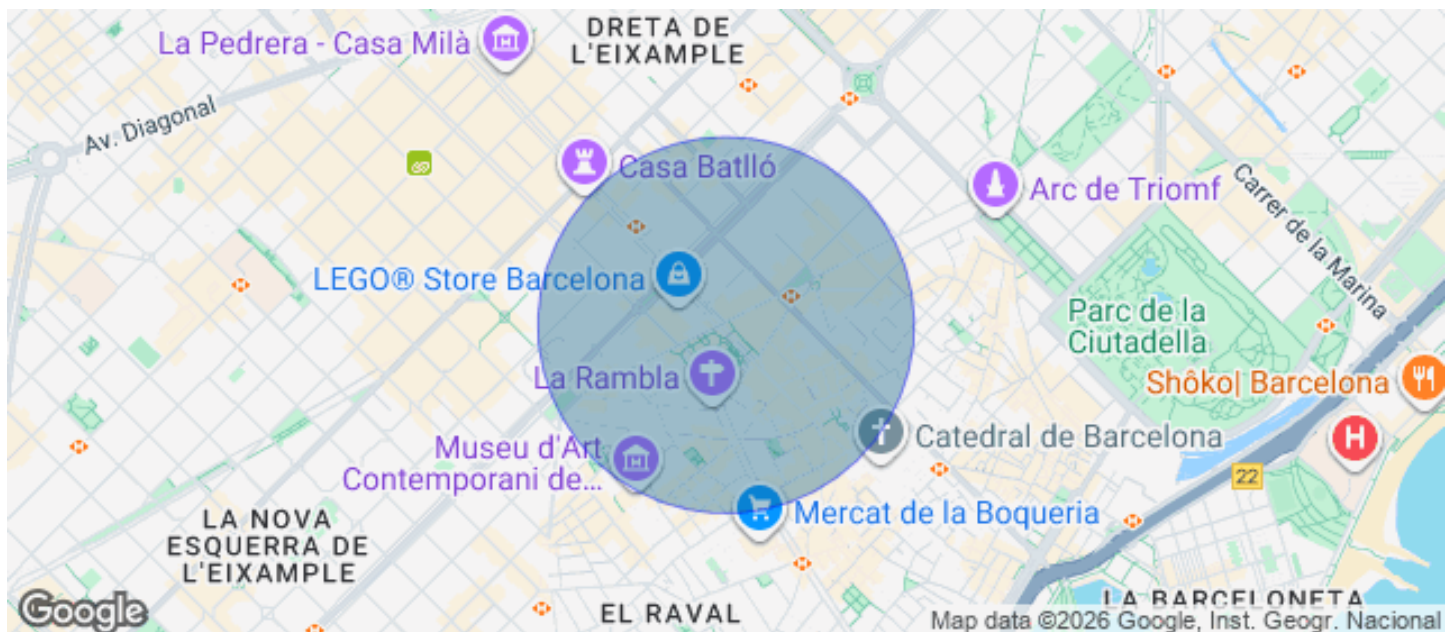 La Pedrera - Casa Milà
DRETA DE
L'EIXAMPLE
Av. Diagonal
Casa Batlló
Arc de Triomf
Carrer de la Marina
LEGO® Store Barcelona
Parc de la
Ciutadella
La Rambla
Shôko| Barcelona
Museu d'Art
Contemporani de...
Catedral de Barcelona
H
22
Mercat de la Boqueria
LA NOVA
ESQUERRA DE
L'EIXAMPLE
LA BARCELONETA
Google
EL RAVAL
Map data ©2026 Google, Inst. Geogr. Nacional